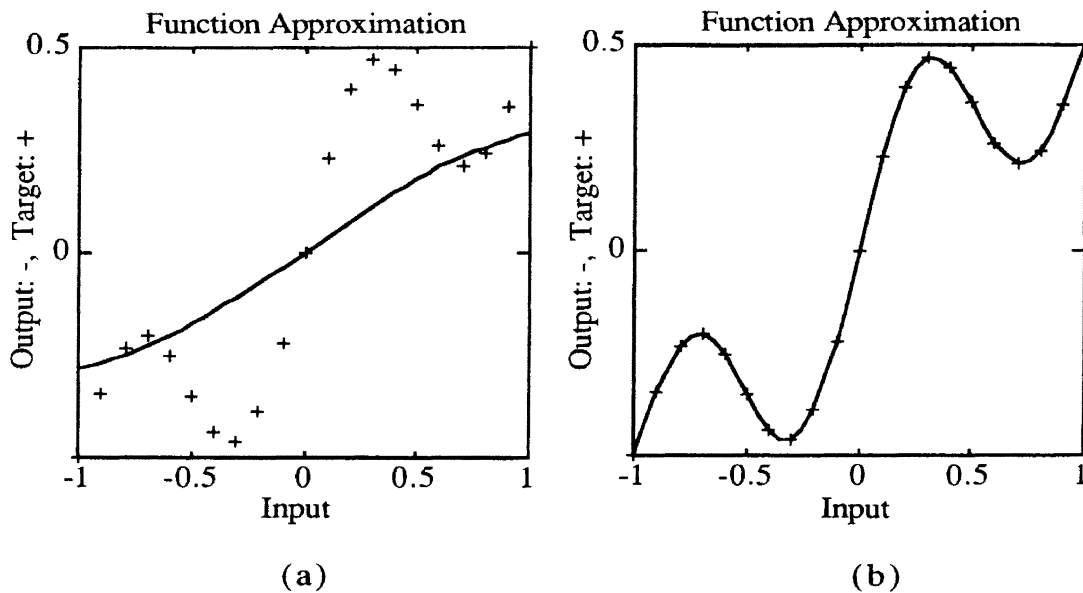 Function Approximation
0.5
0
Output: -, Target: +
-1 -0.5 0 0.5 1
Input
(a)
Function Approximation
0.5
0
Output: -, Target: +
-1 -0.5 0 0.5 1
Input
(b)